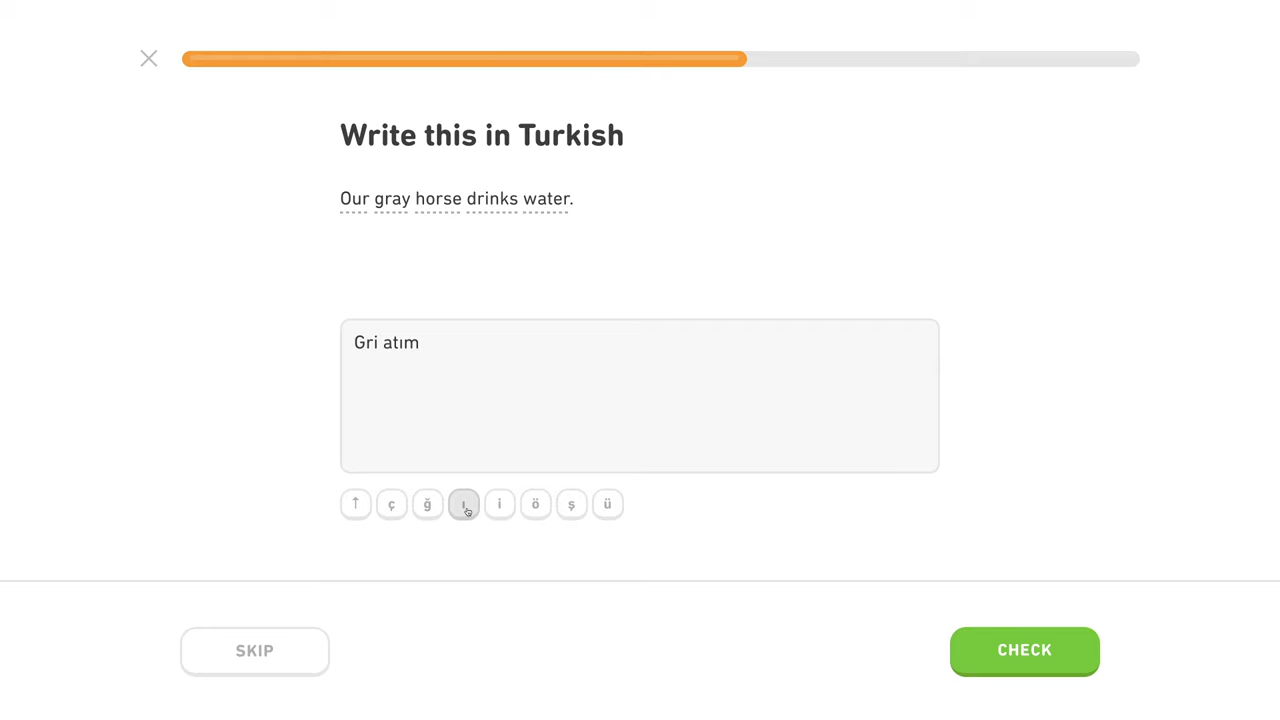 Write this in Turkish
Our gray horse drinks water.
Gri atım
↑ ç ğ ı i ö ş ü
SKIP
CHECK